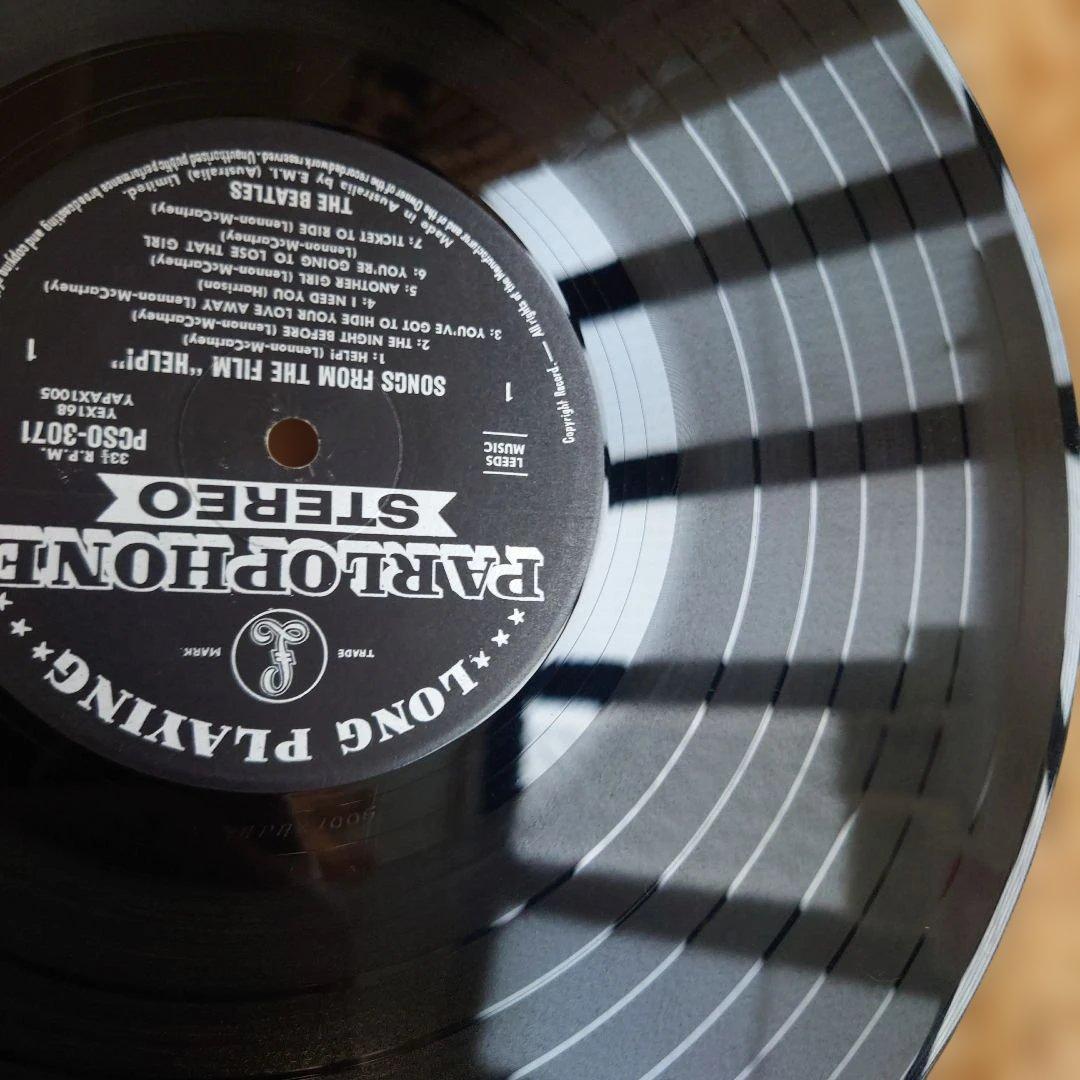 ★★★ LONG PLAYING ★★★
TRADE MARK.
PARLOPHONE
STEREO
LEEDS
MUSIC
33⅓ R.P.M.
PCSO-3071
YEX168
YAPAX1005
1
1
SONGS FROM THE FILM "HELP!"
1: HELP! (Lennon-McCartney)
2: THE NIGHT BEFORE (Lennon-McCartney)
3: YOU'VE GOT TO HIDE YOUR LOVE AWAY (Lennon-McCartney)
4: I NEED YOU (Harrison)
5: ANOTHER GIRL (Lennon-McCartney)
6: YOU'RE GOING TO LOSE THAT GIRL
(Lennon-McCartney)
7: TICKET TO RIDE (Lennon-McCartney)
THE BEATLES
Made in Australia by E.M.I. (Australia) Limited.
Copyright Record. — All rights of the Manufacturer and of the Owner of the recorded work reserved. Unauthorised public performance broadcasting and copying of